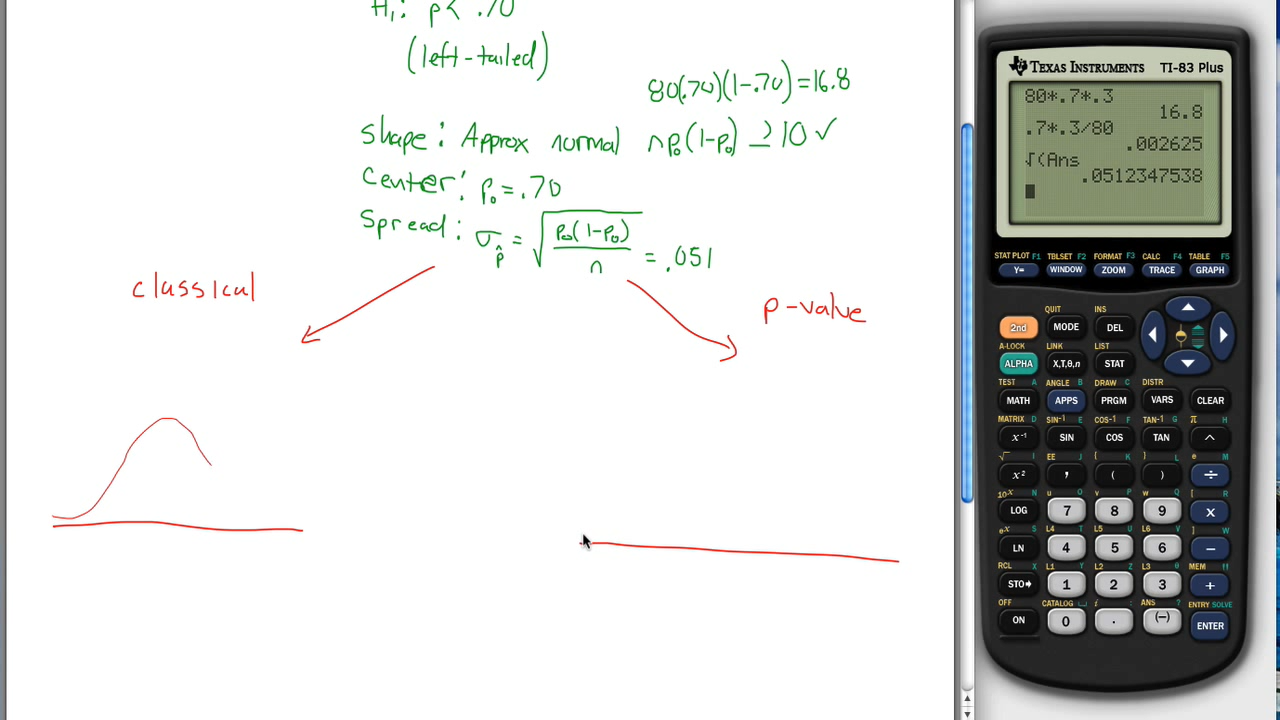 H₁: p < .70
(left-tailed)
80(.70)(1-.70)=16.8
Shape: Approx normal np₀(1-p₀) ≥ 10 ✓
Center: p₀ = .70
Spread: σp̂ = √(p₀(1-p₀)/n) = .051
classical
p-value
TEXAS INSTRUMENTS TI-83 Plus
80*.7*.3
16.8
.7*.3/80
.002625
√(Ans
.0512347538
STAT PLOT F1 TBLSET F2 FORMAT F3 CALC F4 TABLE F5
Y= WINDOW ZOOM TRACE GRAPH
QUIT INS
2nd MODE DEL
A-LOCK LINK LIST
ALPHA X,T,θ,n STAT
TEST A ANGLE B DRAW C DISTR
MATH APPS PRGM VARS CLEAR
MATRIX D SIN⁻¹ E COS⁻¹ F TAN⁻¹ G π H
x⁻¹ SIN COS TAN ^
√ I EE J { K } L e M
x² , ( ) ÷
10ˣ N u O v P w Q [ R
LOG 7 8 9 x
eˣ S L4 T L5 U L6 V ] W
LN 4 5 6 −
RCL X L1 Y L2 Z L3 θ MEM "
STO▸ 1 2 3 +
OFF CATALOG ⎵ i : ANS ? ENTRY SOLVE
ON 0 . (−) ENTER